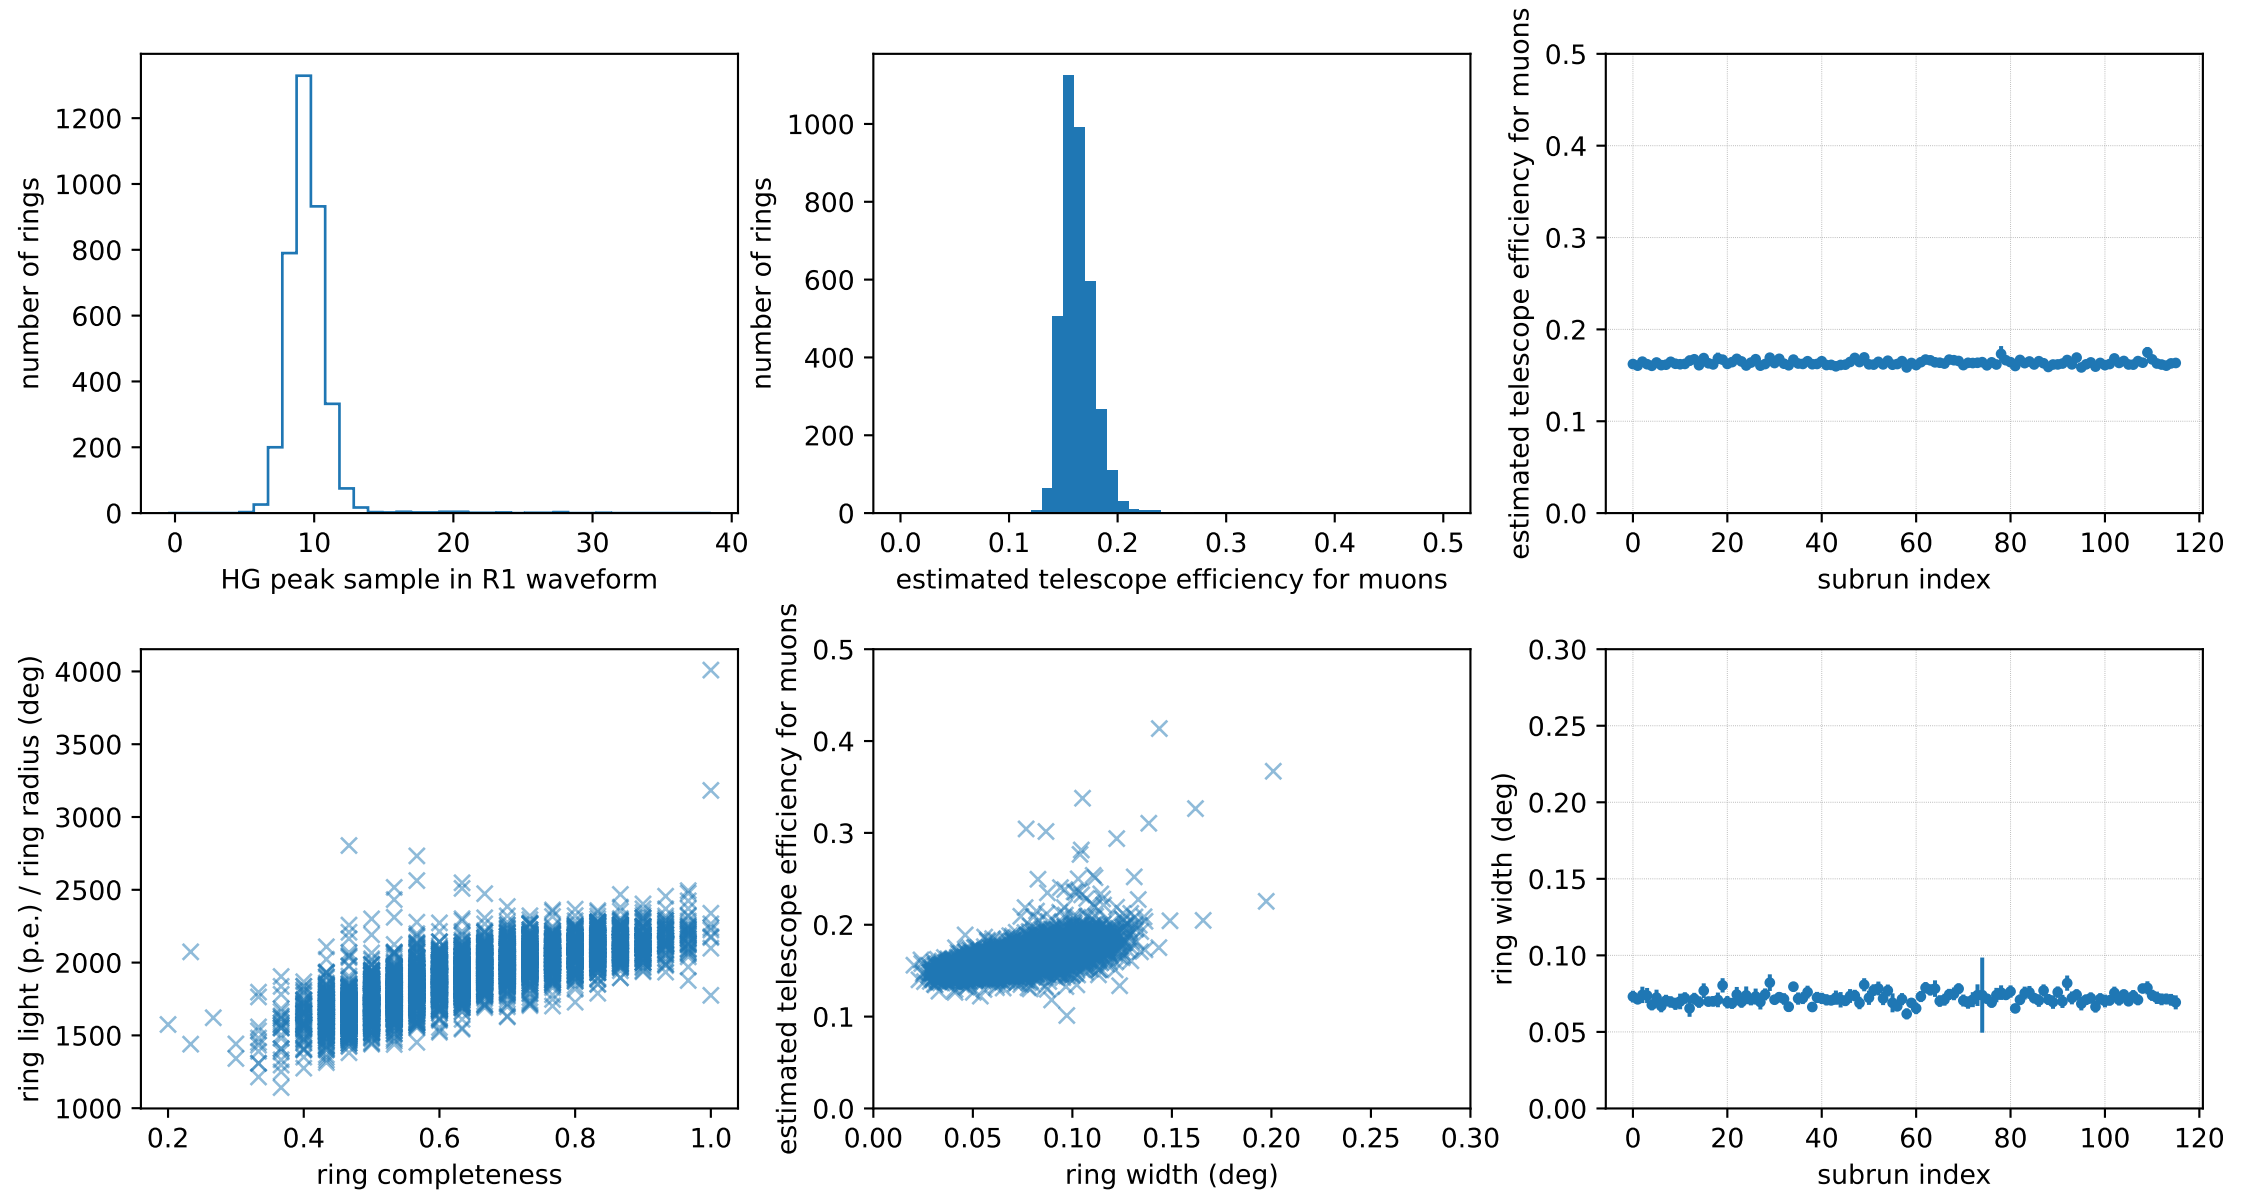 number of rings
1200
1000
800
600
400
200
0
0 10 20 30 40
HG peak sample in R1 waveform
number of rings
1000
800
600
400
200
0
0.0 0.1 0.2 0.3 0.4 0.5
estimated telescope efficiency for muons
estimated telescope efficiency for muons
0.5
0.4
0.3
0.2
0.1
0.0
0 20 40 60 80 100 120
subrun index
ring light (p.e.) / ring radius (deg)
4000
3500
3000
2500
2000
1500
1000
0.2 0.4 0.6 0.8 1.0
ring completeness
estimated telescope efficiency for muons
0.5
0.4
0.3
0.2
0.1
0.0
0.00 0.05 0.10 0.15 0.20 0.25 0.30
ring width (deg)
ring width (deg)
0.30
0.25
0.20
0.15
0.10
0.05
0.00
0 20 40 60 80 100 120
subrun index